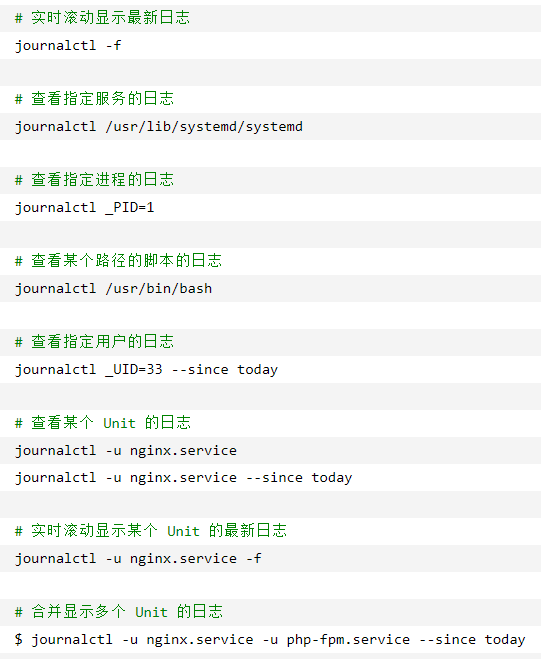 # 实时滚动显示最新日志
journalctl -f
# 查看指定服务的日志
journalctl /usr/lib/systemd/systemd
# 查看指定进程的日志
journalctl _PID=1
# 查看某个路径的脚本的日志
journalctl /usr/bin/bash
# 查看指定用户的日志
journalctl _UID=33 --since today
# 查看某个 Unit 的日志
journalctl -u nginx.service
journalctl -u nginx.service --since today
# 实时滚动显示某个 Unit 的最新日志
journalctl -u nginx.service -f
# 合并显示多个 Unit 的日志
$ journalctl -u nginx.service -u php-fpm.service --since today